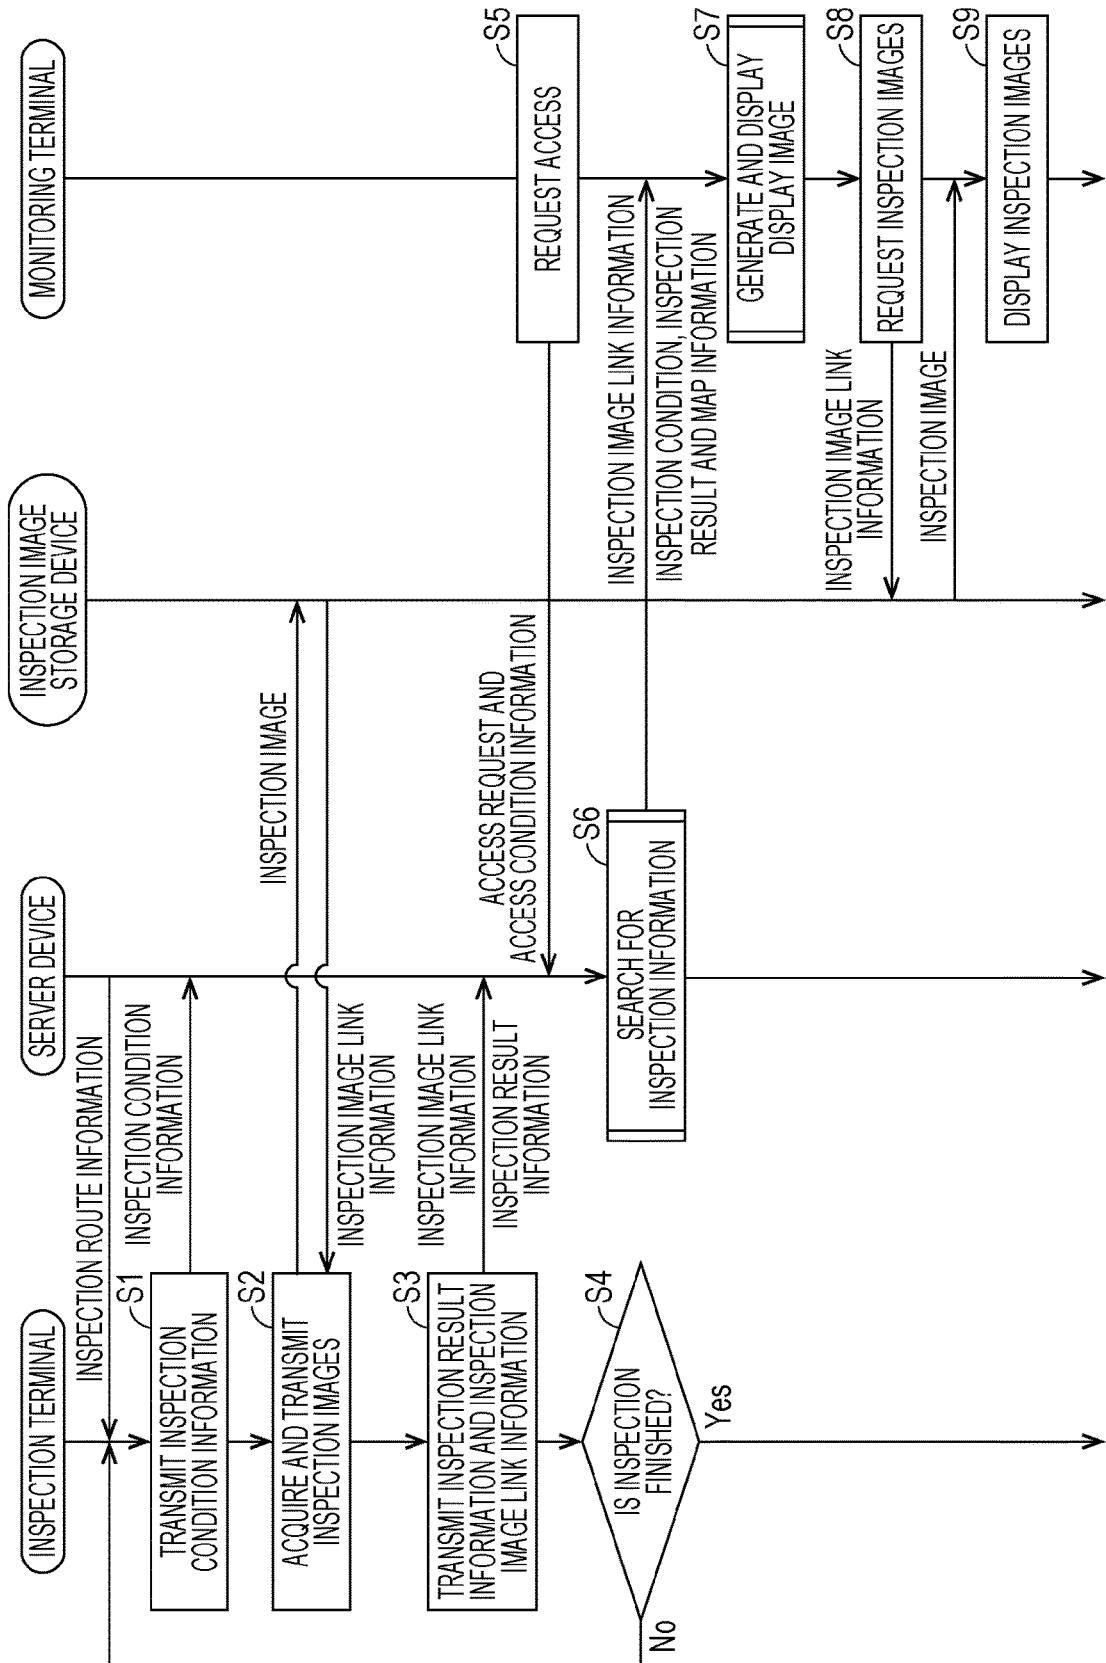 INSPECTION TERMINAL
SERVER DEVICE
INSPECTION IMAGE
STORAGE DEVICE
MONITORING TERMINAL
INSPECTION ROUTE INFORMATION
S1
TRANSMIT INSPECTION
CONDITION INFORMATION
INSPECTION CONDITION
INFORMATION
S2
ACQUIRE AND TRANSMIT
INSPECTION IMAGES
INSPECTION IMAGE
INSPECTION IMAGE LINK
INFORMATION
S3
TRANSMIT INSPECTION RESULT
INFORMATION AND INSPECTION
IMAGE LINK INFORMATION
INSPECTION IMAGE LINK
INFORMATION
INSPECTION RESULT
INFORMATION
S4
IS INSPECTION
FINISHED?
No
Yes
S5
REQUEST ACCESS
ACCESS REQUEST AND
ACCESS CONDITION INFORMATION
S6
SEARCH FOR
INSPECTION INFORMATION
INSPECTION IMAGE LINK INFORMATION
INSPECTION CONDITION, INSPECTION
RESULT AND MAP INFORMATION
S7
GENERATE AND DISPLAY
DISPLAY IMAGE
S8
REQUEST INSPECTION IMAGES
INSPECTION IMAGE LINK
INFORMATION
INSPECTION IMAGE
S9
DISPLAY INSPECTION IMAGES